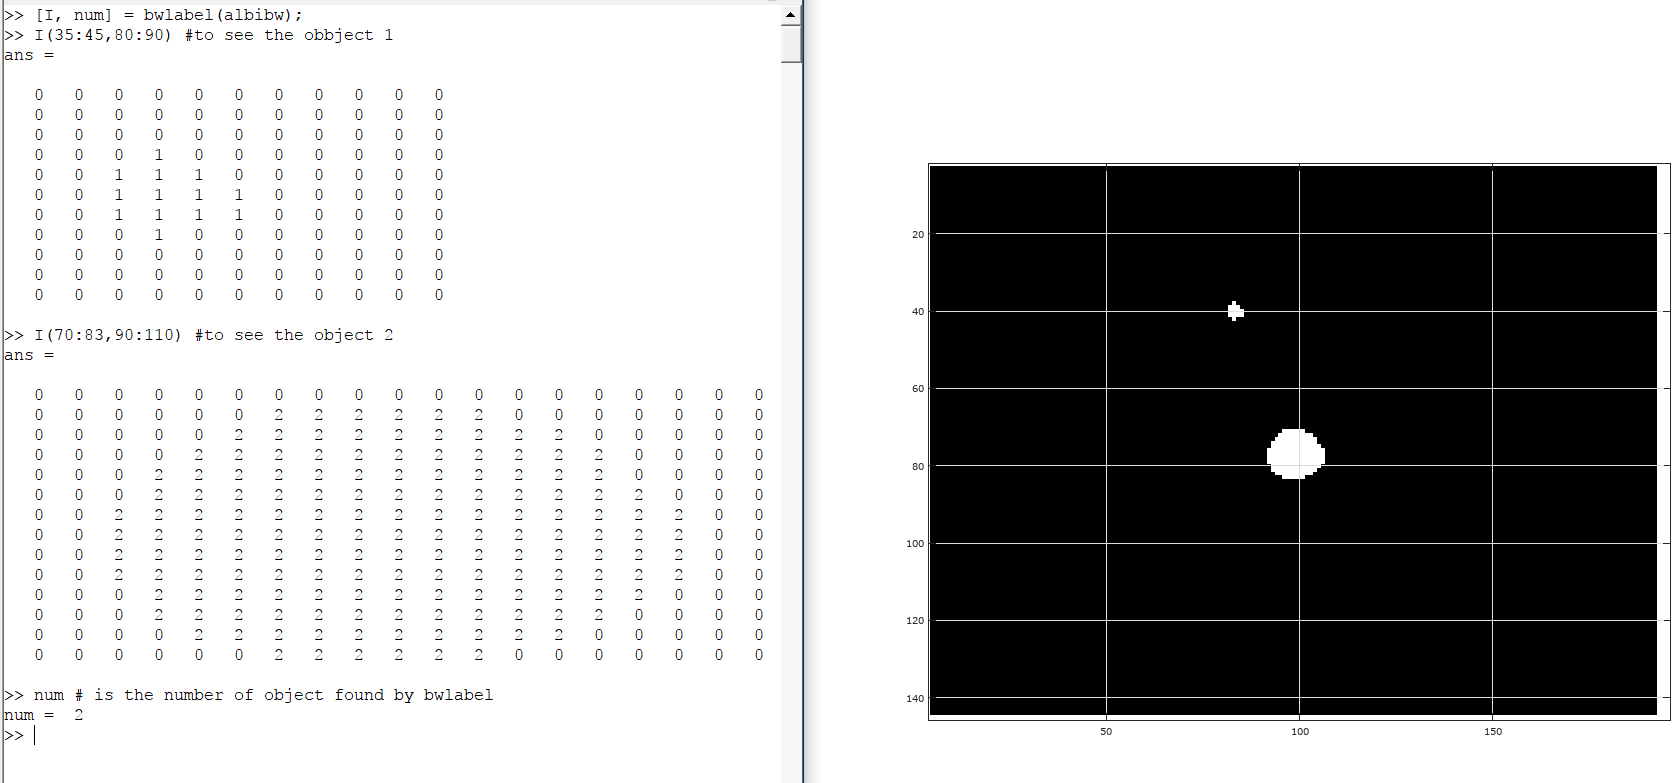 >> [I, num] = bwlabel(albibw);
>> I(35:45,80:90) #to see the obbject 1
ans =
0 0 0 0 0 0 0 0 0 0 0
0 0 0 0 0 0 0 0 0 0 0
0 0 0 0 0 0 0 0 0 0 0
0 0 0 1 0 0 0 0 0 0 0
0 0 1 1 1 0 0 0 0 0 0
0 0 1 1 1 1 0 0 0 0 0
0 0 1 1 1 1 0 0 0 0 0
0 0 0 1 0 0 0 0 0 0 0
0 0 0 0 0 0 0 0 0 0 0
0 0 0 0 0 0 0 0 0 0 0
0 0 0 0 0 0 0 0 0 0 0
>> I(70:83,90:110) #to see the object 2
ans =
0 0 0 0 0 0 0 0 0 0 0 0 0 0 0 0 0 0 0
0 0 0 0 0 0 2 2 2 2 2 2 0 0 0 0 0 0 0
0 0 0 0 0 2 2 2 2 2 2 2 2 2 0 0 0 0 0
0 0 0 0 2 2 2 2 2 2 2 2 2 2 2 0 0 0 0
0 0 0 2 2 2 2 2 2 2 2 2 2 2 2 0 0 0 0
0 0 0 2 2 2 2 2 2 2 2 2 2 2 2 2 0 0 0
0 0 2 2 2 2 2 2 2 2 2 2 2 2 2 2 2 0 0
0 0 2 2 2 2 2 2 2 2 2 2 2 2 2 2 2 0 0
0 0 2 2 2 2 2 2 2 2 2 2 2 2 2 2 2 0 0
0 0 2 2 2 2 2 2 2 2 2 2 2 2 2 2 2 0 0
0 0 0 2 2 2 2 2 2 2 2 2 2 2 2 2 0 0 0
0 0 0 2 2 2 2 2 2 2 2 2 2 2 2 0 0 0 0
0 0 0 0 2 2 2 2 2 2 2 2 2 2 0 0 0 0 0
0 0 0 0 0 0 2 2 2 2 2 2 0 0 0 0 0 0 0
>> num # is the number of object found by bwlabel
num = 2
>>
20
40
60
80
100
120
140
50 100 150